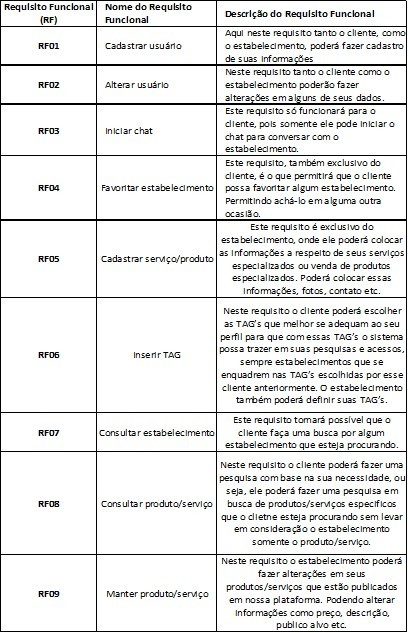 Requisito Funcional
(RF)
Nome do Requisito
Funcional
Descrição do Requisito Funcional
RF01
Cadastrar usuário
Aqui neste requisito tanto o cliente, como
o estabelecimento, poderá fazer cadastro
de suas informações
RF02
Alterar usuário
Neste requisito tanto o cliente como o
estabelecimento poderão fazer
alterações em alguns de seus dados.
RF03
Iniciar chat
Este requisito só funcionará para o
cliente, pois somente ele pode iniciar o
chat para conversar com o
estabelecimento.
RF04
Favoritar estabelecimento
Este requisito, também exclusivo do
cliente, é o que permitirá que o cliente
possa favoritar algum estabelecimento.
Permitindo achá-lo em alguma outra
ocasião.
RF05
Cadastrar serviço/produto
Este requisito é exclusivo do
estabelecimento, onde ele poderá colocar
as informações a respeito de seus serviços
especializados ou venda de produtos
especializados. Poderá colocar essas
informações, fotos, contato etc.
RF06
Inserir TAG
Neste requisito o cliente poderá escolher
as TAG's que melhor se adequam ao seu
perfil para que com essas TAG's o sistema
possa trazer em suas pesquisas e acessos,
sempre estabelecimentos que se
enquadrem nas TAG's escolhidas por esse
cliente anteriormente. O estabelecimento
também poderá definir suas TAG's.
RF07
Consultar estabelecimento
Este requisito tornará possível que o
cliente faça uma busca por algum
estabelecimento que esteja procurando.
RF08
Consultar produto/serviço
Neste requisito o cliente poderá fazer uma
pesquisa com base na sua necessidade, ou
seja, ele poderá fazer uma pesquisa em
busca de produtos/serviços específicos
que o clietne esteja procurando sem levar
em consideração o estabelecimento
somente o produto/serviço.
RF09
Manter produto/serviço
Neste requisito o estabelecimento poderá
fazer alterações em seus
produtos/serviços que estão publicados
em nossa plataforma. Podendo alterar
informações como preço, descrição,
publico alvo etc.